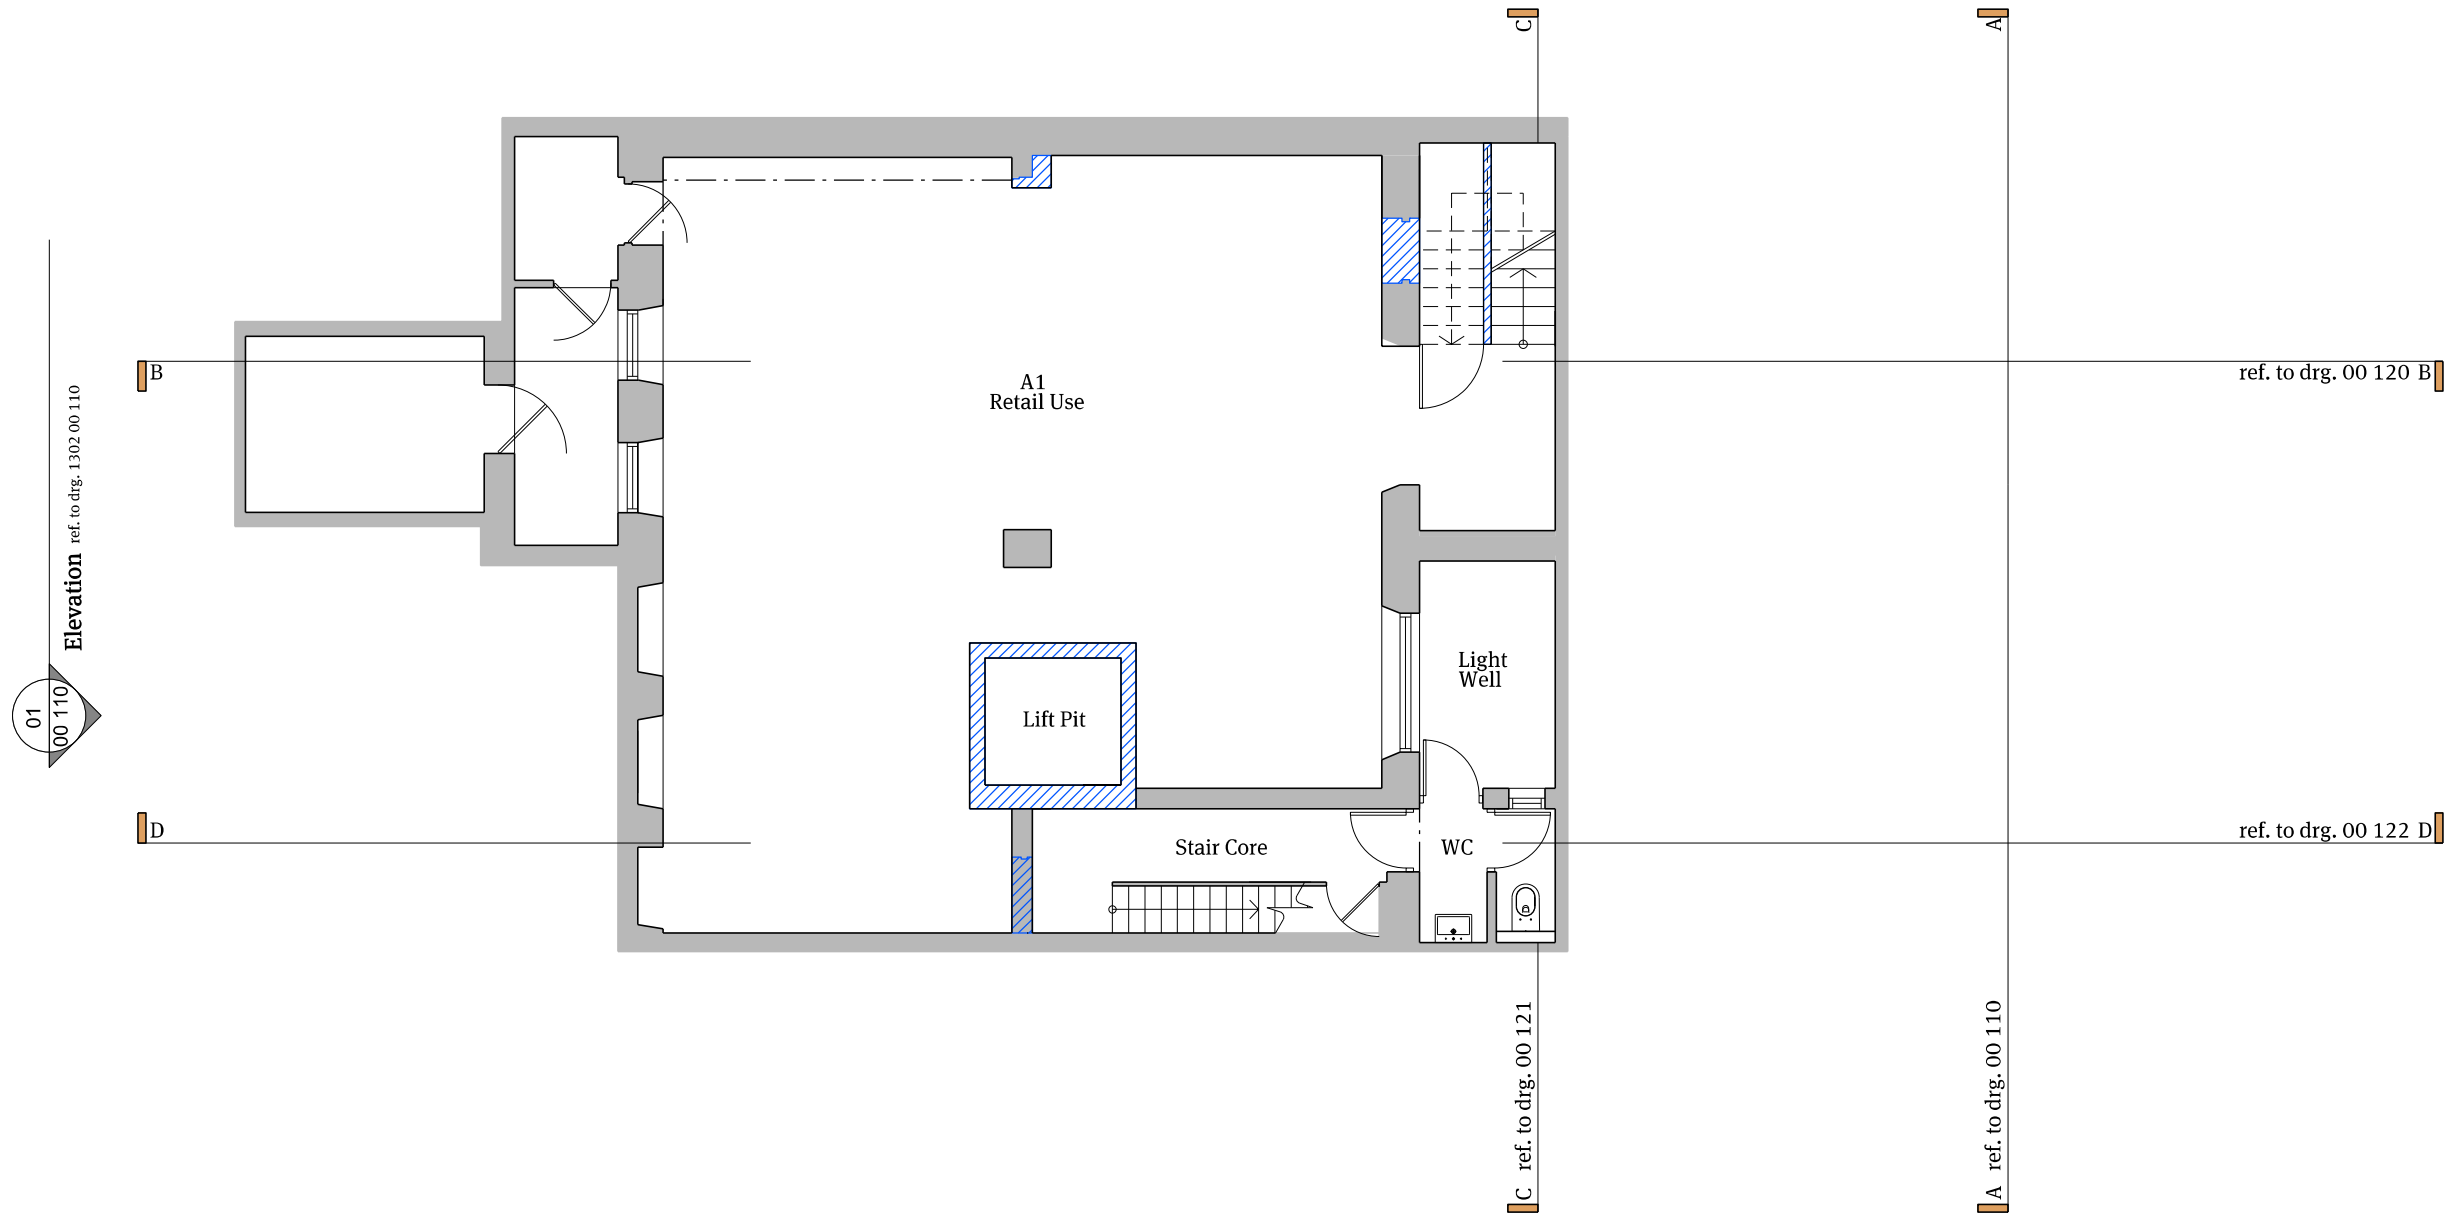 C
A
B
ref. to drg. 00 120 B
A1
Retail Use
Elevation ref. to drg. 1302 00 110
01
00 110
Light
Well
Lift Pit
D
Stair Core
WC
ref. to drg. 00 122 D
C ref. to drg. 00 121
A ref. to drg. 00 110